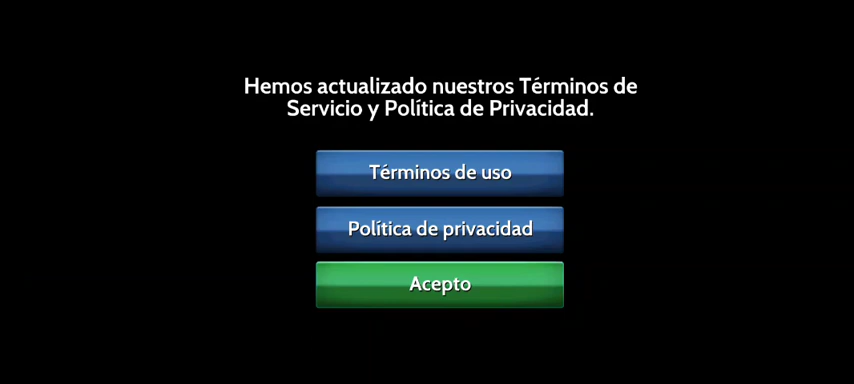 Hemos actualizado nuestros Términos de
Servicio y Política de Privacidad.
Términos de uso
Política de privacidad
Acepto